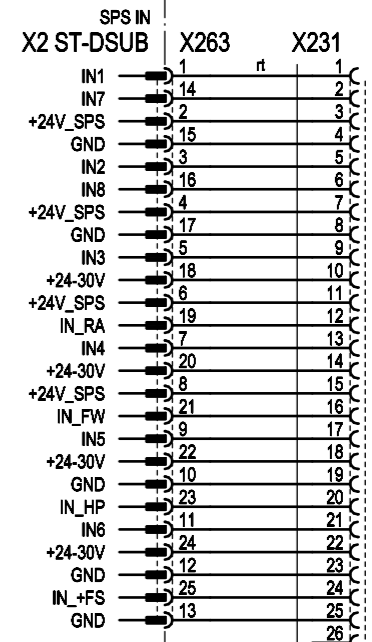 SPS IN
X2 ST-DSUB X263 X231
IN1 1 rt 1
IN7 14 2
+24V_SPS 2 3
GND 15 4
IN2 3 5
IN8 16 6
+24V_SPS 4 7
GND 17 8
IN3 5 9
+24-30V 18 10
+24V_SPS 6 11
IN_RA 19 12
IN4 7 13
+24-30V 20 14
+24V_SPS 8 15
IN_FW 21 16
IN5 9 17
+24-30V 22 18
GND 10 19
IN_HP 23 20
IN6 11 21
+24-30V 24 22
GND 12 23
IN_+FS 25 24
GND 13 25
26